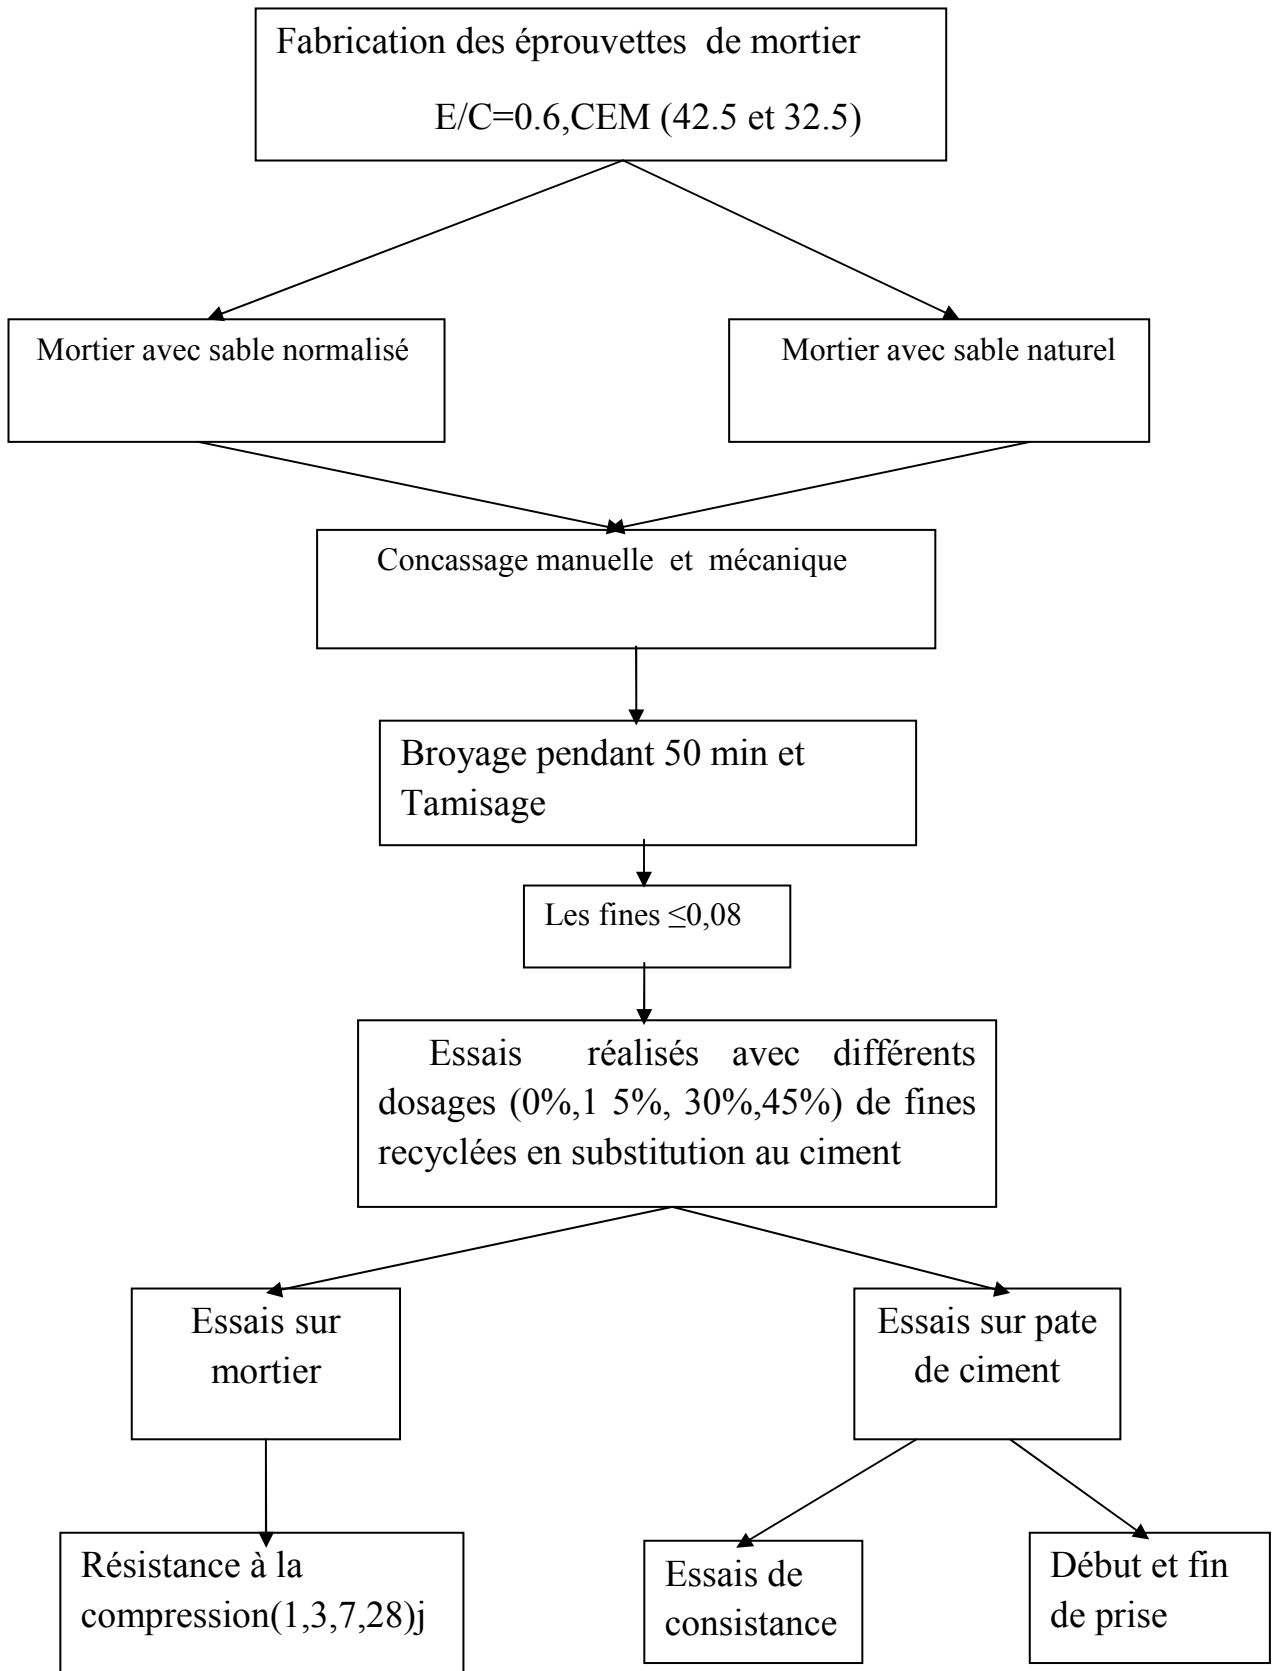 Fabrication des éprouvettes de mortier
E/C=0.6,CEM (42.5 et 32.5)
Mortier avec sable normalisé
Mortier avec sable naturel
Concassage manuelle et mécanique
Broyage pendant 50 min et
Tamisage
Les fines ≤0,08
Essais réalisés avec différents
dosages (0%,1 5%, 30%,45%) de fines
recyclées en substitution au ciment
Essais sur
mortier
Essais sur pate
de ciment
Résistance à la
compression(1,3,7,28)j
Essais de
consistance
Début et fin
de prise